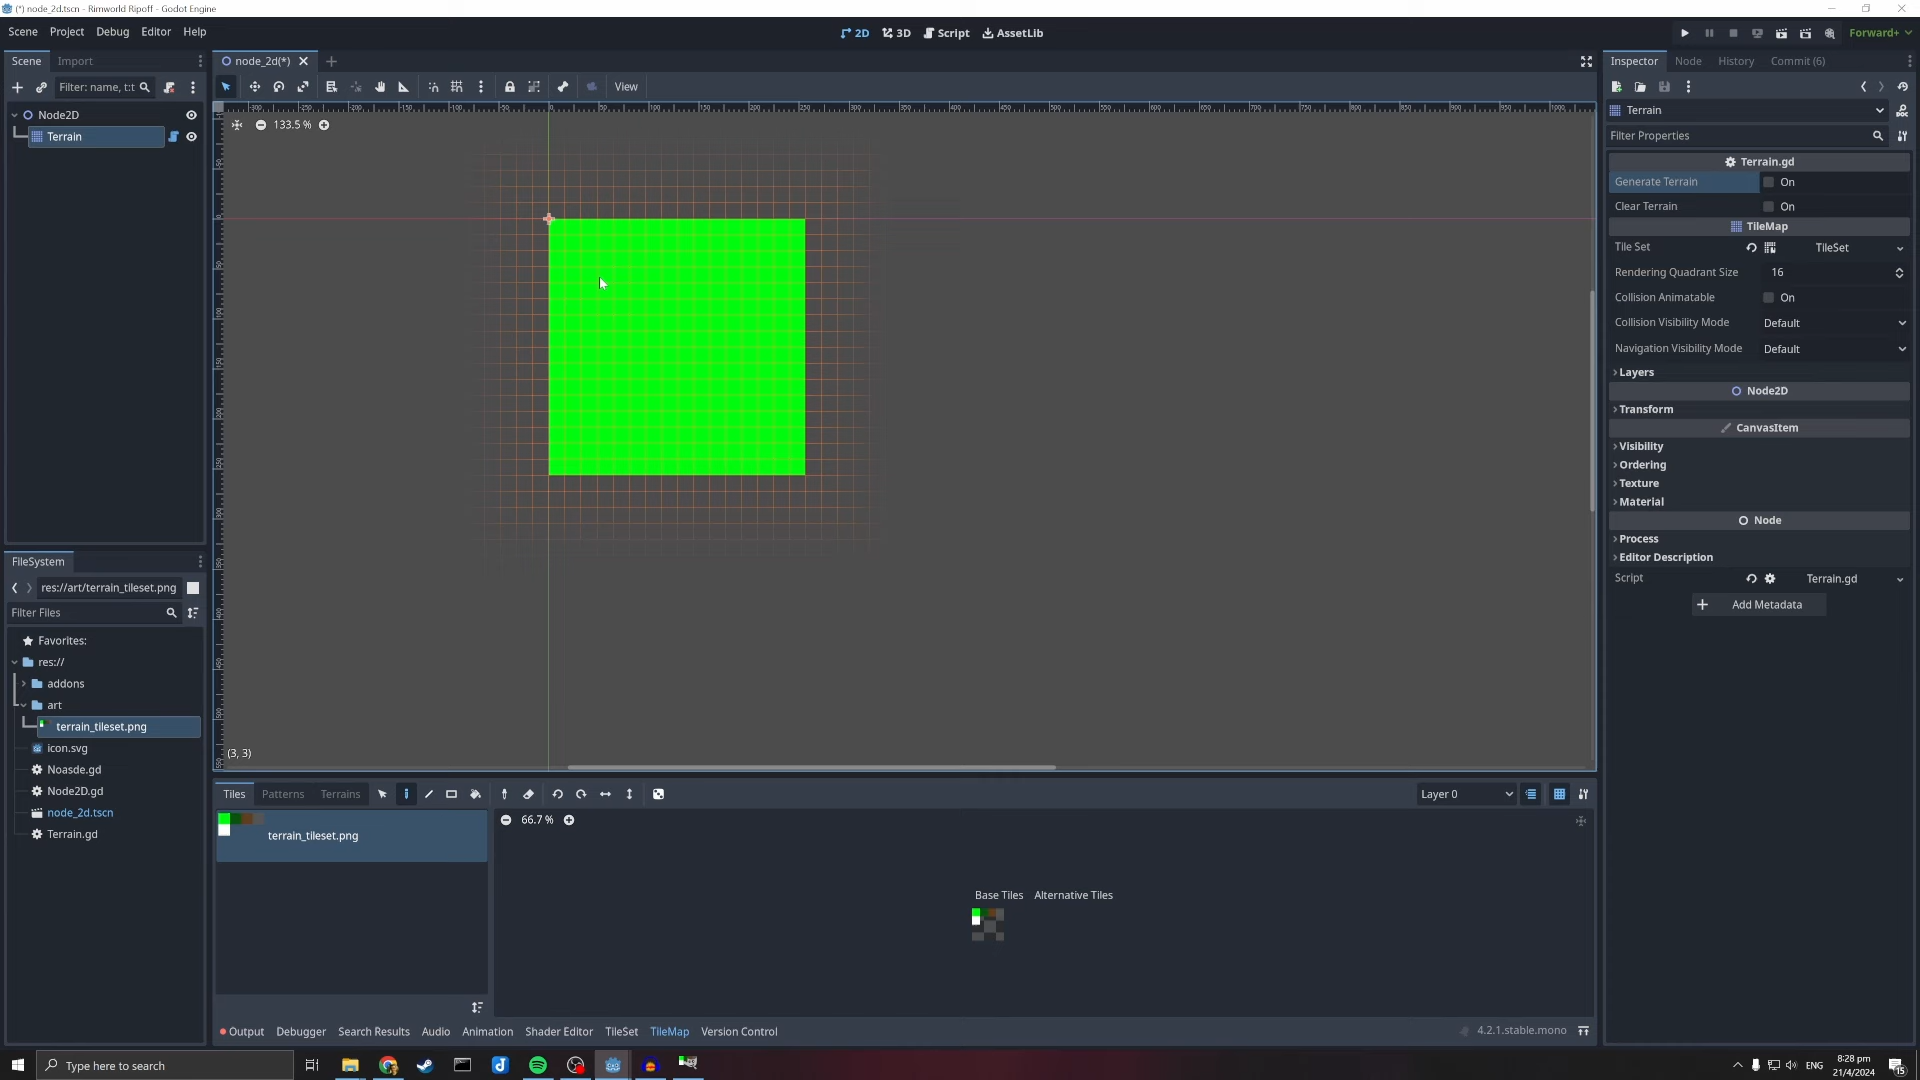 (*) node_2d.tscn - Rimworld Ripoff - Godot Engine
Scene Project Debug Editor Help
2D 3D Script AssetLib
Forward+
Scene Import
node_2d(*)
Inspector Node History Commit (6)
Filter: name, t:t
View
Node2D
Terrain
133.5 %
Terrain
Filter Properties
Terrain.gd
Generate Terrain On
Clear Terrain On
TileMap
Tile Set TileSet
Rendering Quadrant Size 16
Collision Animatable On
Collision Visibility Mode Default
Navigation Visibility Mode Default
Layers
Node2D
Transform
CanvasItem
Visibility
Ordering
Texture
Material
Node
Process
Editor Description
Script Terrain.gd
Add Metadata
FileSystem
res://art/terrain_tileset.png
Filter Files
Favorites:
res://
addons
art
terrain_tileset.png
icon.svg
Noasde.gd
Node2D.gd
node_2d.tscn
Terrain.gd
(3, 3)
Tiles Patterns Terrains
Layer 0
terrain_tileset.png
66.7 %
Base Tiles Alternative Tiles
Output Debugger Search Results Audio Animation Shader Editor TileSet TileMap Version Control
4.2.1.stable.mono
Type here to search
ENG
8:28 pm
21/4/2024
15